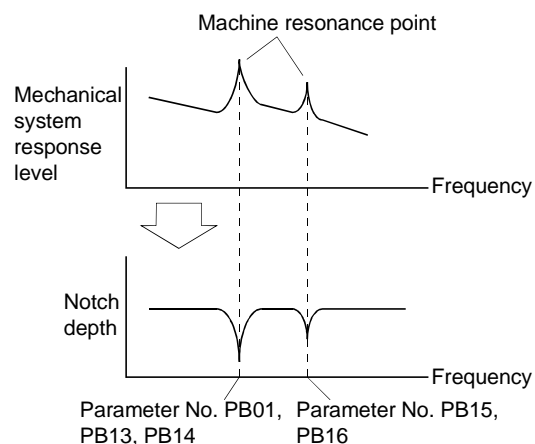 Machine resonance point
Mechanical
system
response
level
Frequency
Notch
depth
Frequency
Parameter No. PB01,
PB13, PB14
Parameter No. PB15,
PB16